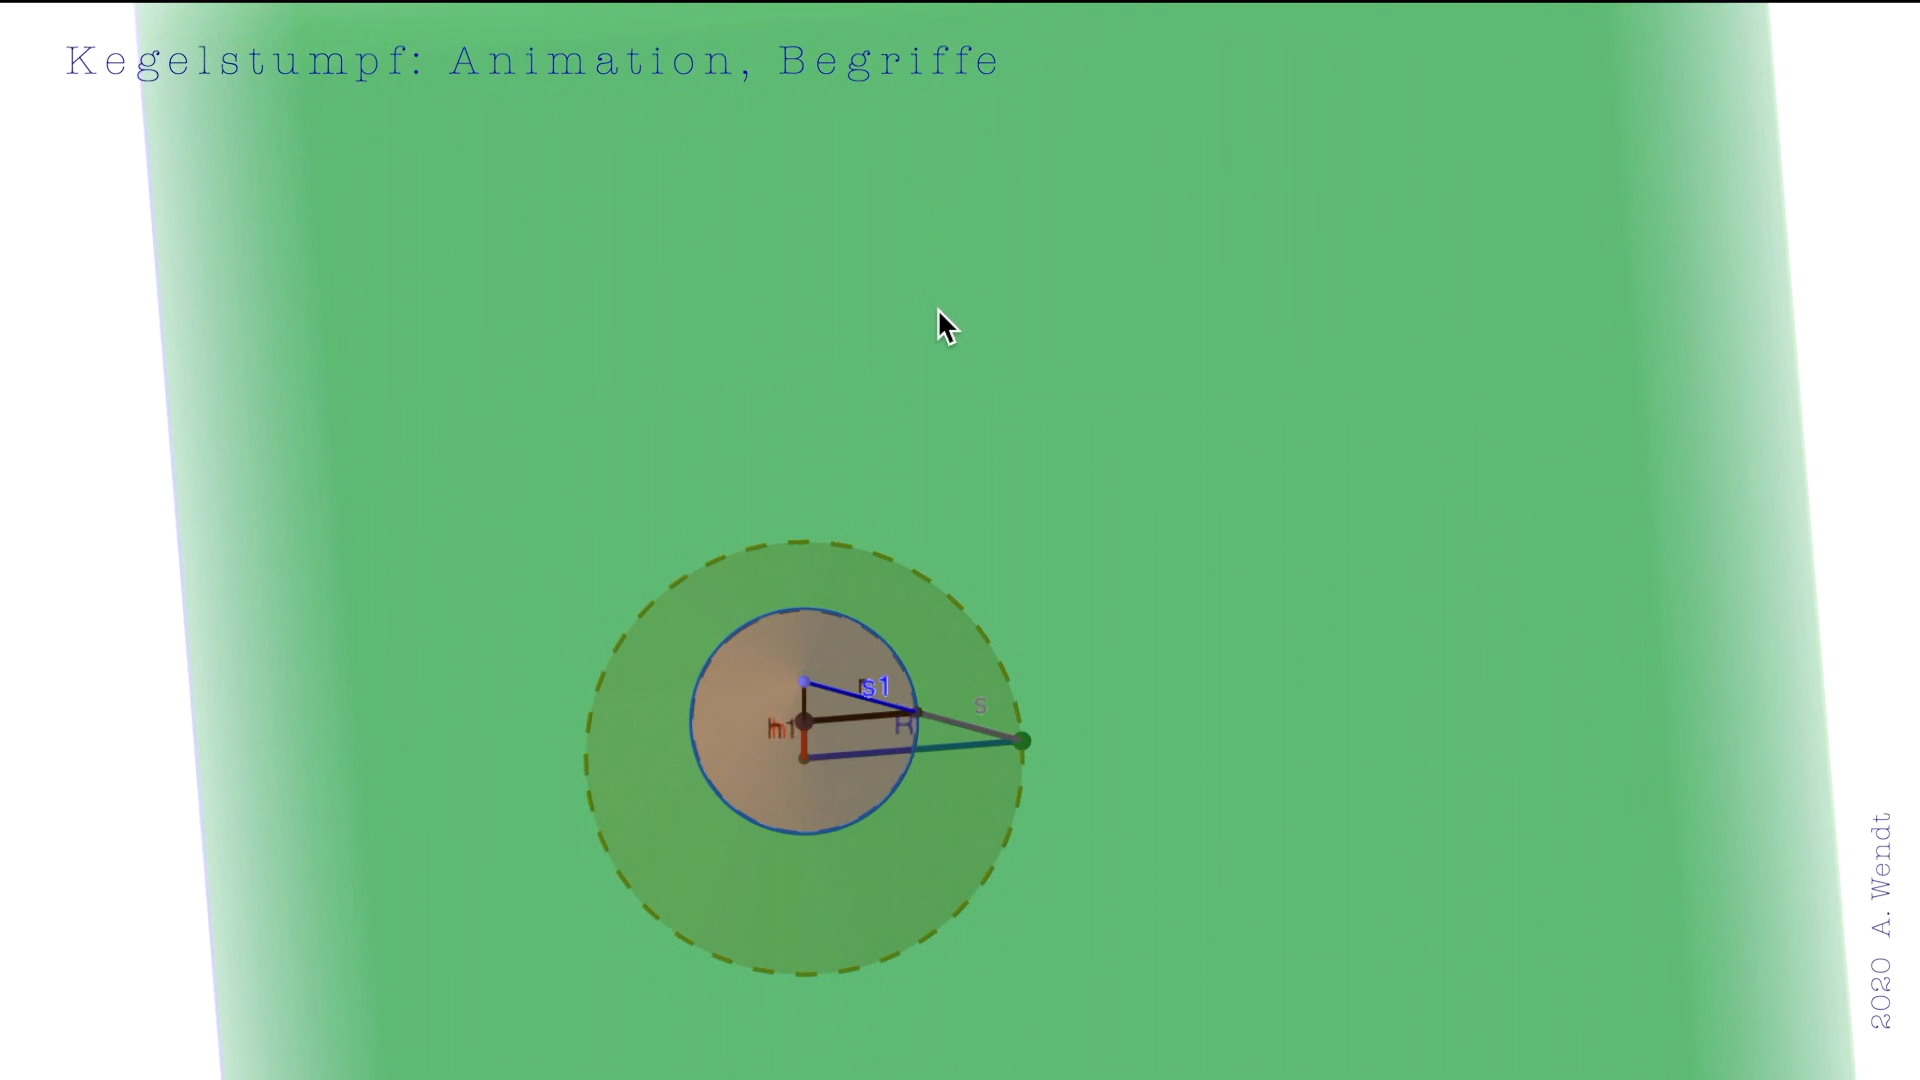 Kegelstumpf: Animation, Begriffe
s1
s
h1
R
2020 A. Wendt